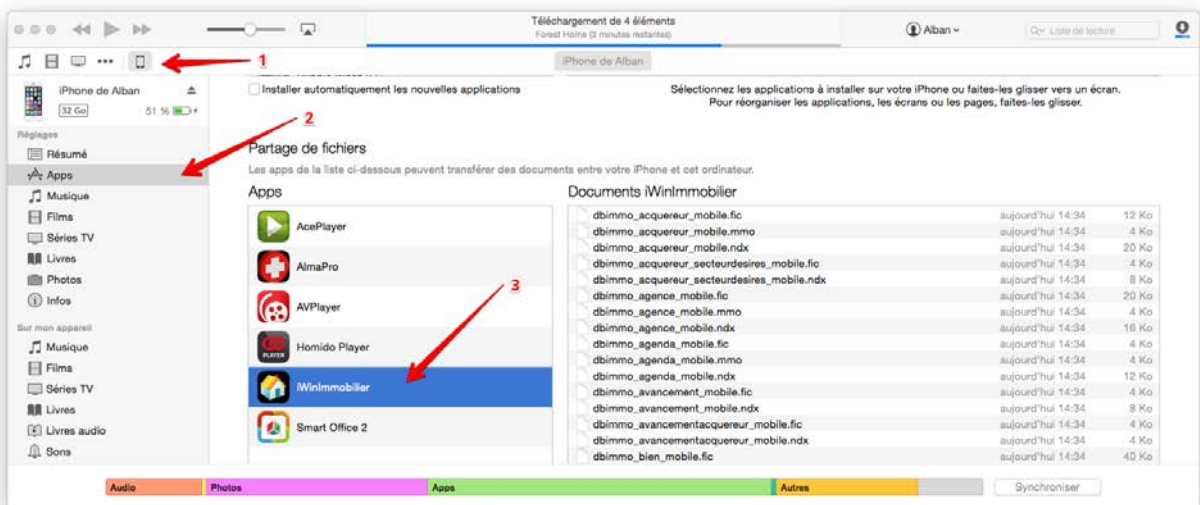 Téléchargement de 4 éléments
Forest Home (3 minutes restantes)
Alban
Liste de lecture
1
iPhone de Alban
iPhone de Alban
32 Go 51 %
Installer automatiquement les nouvelles applications
Sélectionnez les applications à installer sur votre iPhone ou faites-les glisser vers un écran.
Pour réorganiser les applications, les écrans ou les pages, faites-les glisser.
2
Réglages
Résumé
Apps
Musique
Films
Séries TV
Livres
Photos
Infos
Sur mon appareil
Musique
Films
Séries TV
Livres
Livres audio
Sons
Partage de fichiers
Les apps de la liste ci-dessous peuvent transférer des documents entre votre iPhone et cet ordinateur.
Apps
AcePlayer
AlmaPro
AVPlayer
3
PLAYER
Homido Player
iWinImmobilier
Smart Office 2
Documents iWinImmobilier
dbimmo_acquereur_mobile.fic aujourd'hui 14:34 12 Ko
dbimmo_acquereur_mobile.mmo aujourd'hui 14:34 4 Ko
dbimmo_acquereur_mobile.ndx aujourd'hui 14:34 20 Ko
dbimmo_acquereur_secteurdesires_mobile.fic aujourd'hui 14:34 4 Ko
dbimmo_acquereur_secteurdesires_mobile.ndx aujourd'hui 14:34 8 Ko
dbimmo_agence_mobile.fic aujourd'hui 14:34 20 Ko
dbimmo_agence_mobile.mmo aujourd'hui 14:34 4 Ko
dbimmo_agence_mobile.ndx aujourd'hui 14:34 16 Ko
dbimmo_agenda_mobile.fic aujourd'hui 14:34 4 Ko
dbimmo_agenda_mobile.mmo aujourd'hui 14:34 4 Ko
dbimmo_agenda_mobile.ndx aujourd'hui 14:34 12 Ko
dbimmo_avancement_mobile.fic aujourd'hui 14:34 4 Ko
dbimmo_avancement_mobile.ndx aujourd'hui 14:34 8 Ko
dbimmo_avancementacquereur_mobile.fic aujourd'hui 14:34 4 Ko
dbimmo_avancementacquereur_mobile.ndx aujourd'hui 14:34 4 Ko
dbimmo_bien_mobile.fic aujourd'hui 14:34 40 Ko
Audio Photos Apps Autres
Synchroniser